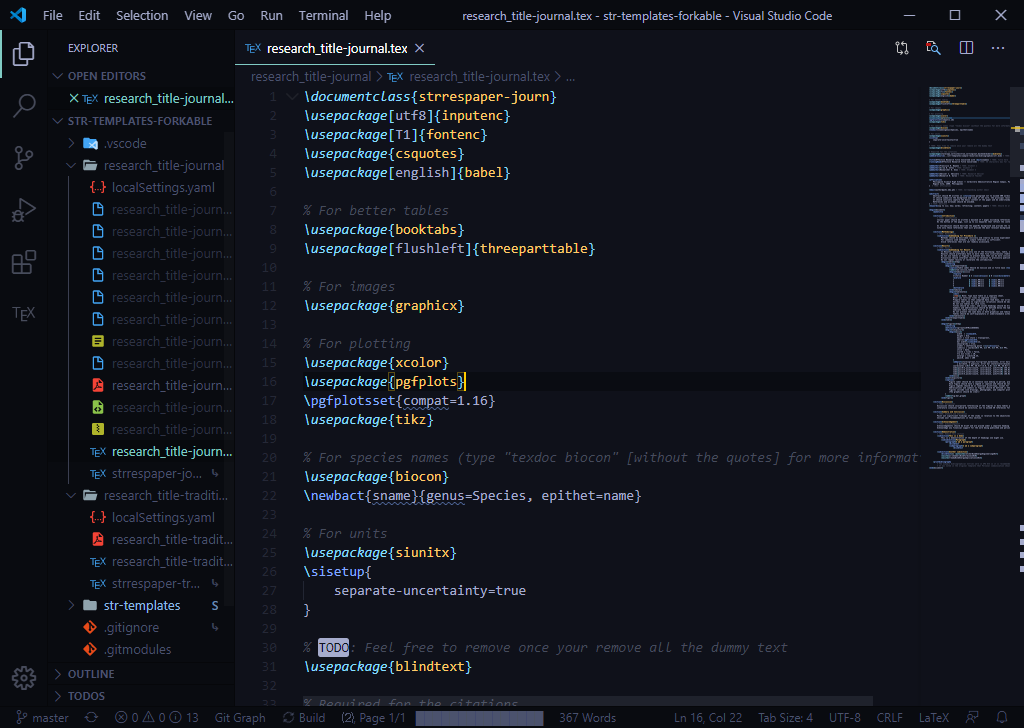 File Edit Selection View Go Run Terminal Help research_title-journal.tex - str-templates-forkable - Visual Studio Code
EXPLORER
OPEN EDITORS
TEX research_title-journal...
STR-TEMPLATES-FORKABLE
.vscode
research_title-journal
{..} localSettings.yaml
research_title-journ...
research_title-journ...
research_title-journ...
research_title-journ...
research_title-journ...
research_title-journ...
research_title-journ...
research_title-journ...
research_title-journ...
research_title-journ...
research_title-journ...
TEX research_title-journ...
TEX strrespaper-jo...
research_title-traditi...
{..} localSettings.yaml
research_title-tradit...
TEX research_title-tradit...
TEX strrespaper-tr...
str-templates S
.gitignore
.gitmodules
OUTLINE
TODOS
TEX
TEX research_title-journal.tex
research_title-journal > TEX research_title-journal.tex > ...
1 \documentclass{strrespaper-journ}
2 \usepackage[utf8]{inputenc}
3 \usepackage[T1]{fontenc}
4 \usepackage{csquotes}
5 \usepackage[english]{babel}
6
7 % For better tables
8 \usepackage{booktabs}
9 \usepackage[flushleft]{threeparttable}
10
11 % For images
12 \usepackage{graphicx}
13
14 % For plotting
15 \usepackage{xcolor}
16 \usepackage{pgfplots}
17 \pgfplotsset{compat=1.16}
18 \usepackage{tikz}
19
20 % For species names (type "texdoc biocon" [without the quotes] for more informat
21 \usepackage{biocon}
22 \newbact{sname}{genus=Species, epithet=name}
23
24 % For units
25 \usepackage{siunitx}
26 \sisetup{
27 separate-uncertainty=true
28 }
29
30 % TODO: Feel free to remove once your remove all the dummy text
31 \usepackage{blindtext}
32
33 % Required for the citations
master 0 0 13 Git Graph Build (2) Page 1/1 367 Words Ln 16, Col 22 Tab Size: 4 UTF-8 CRLF LaTeX